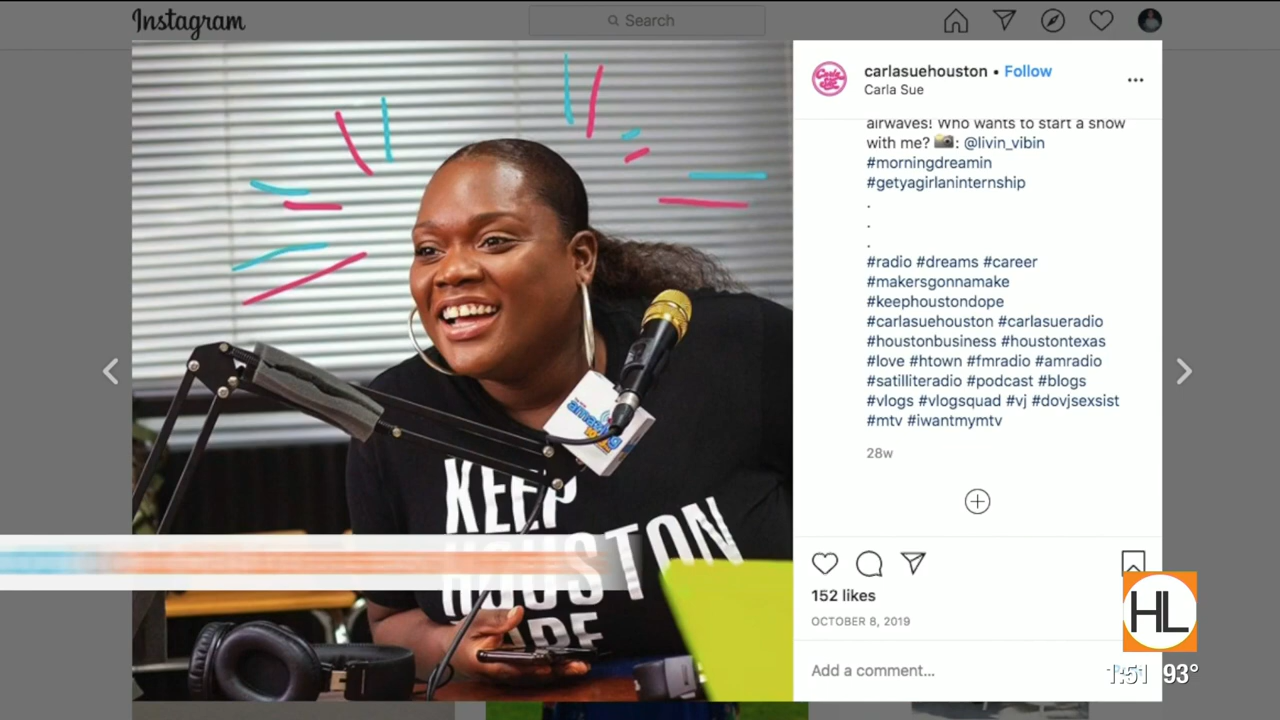 Instagram
Search
carlasuehouston • Follow
Carla Sue
airwaves! Who wants to start a show
with me? 📷: @livin_vibin
#morningdreamin
#getyagirlaninternship
.
.
.
#radio #dreams #career
#makersgonnamake
#keephoustondope
#carlasuehouston #carlasueradio
#houstonbusiness #houstontexas
#love #htown #fmradio #amradio
#satilliteradio #podcast #blogs
#vlogs #vlogsquad #vj #dovjsexsist
#mtv #iwantmymtv
28w
152 likes
OCTOBER 8, 2019
Add a comment...
KEEP
HOUSTON
DOPE
HL
1:51 93°